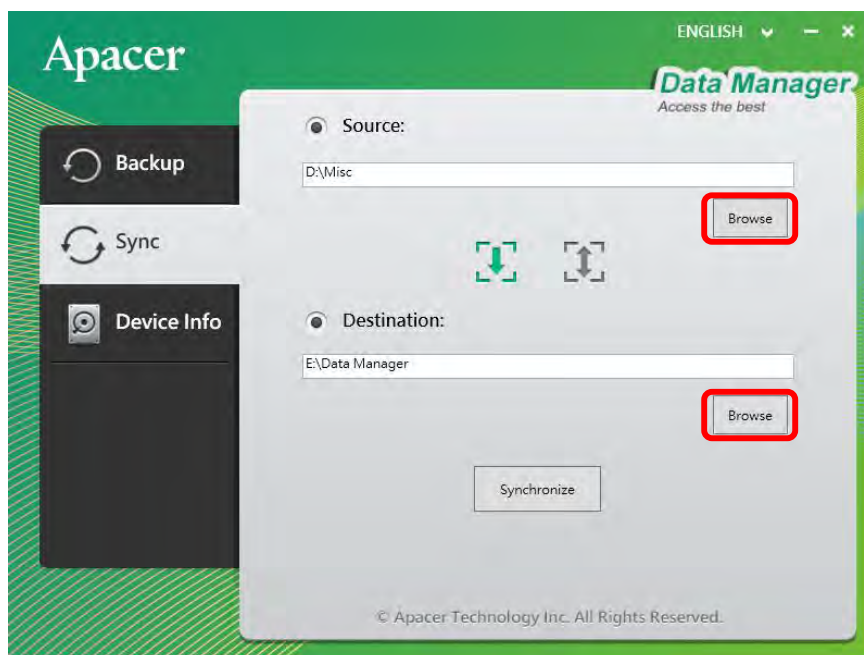 ENGLISH
Apacer
Data Manager
Access the best
Source:
Backup
D:\Misc
Browse
Sync
Device Info
Destination:
E:\Data Manager
Browse
Synchronize
© Apacer Technology Inc. All Rights Reserved.